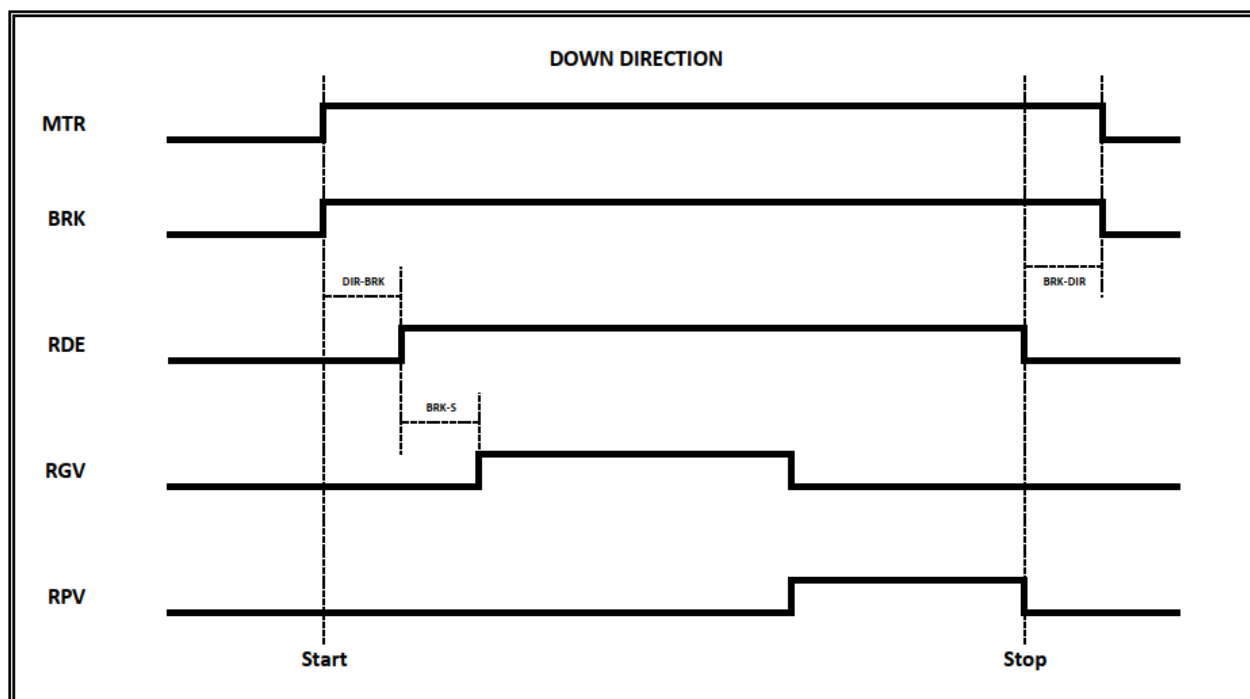 DOWN DIRECTION
MTR
BRK
DIR-BRK
BRK-DIR
RDE
BRK-S
RGV
RPV
Start
Stop